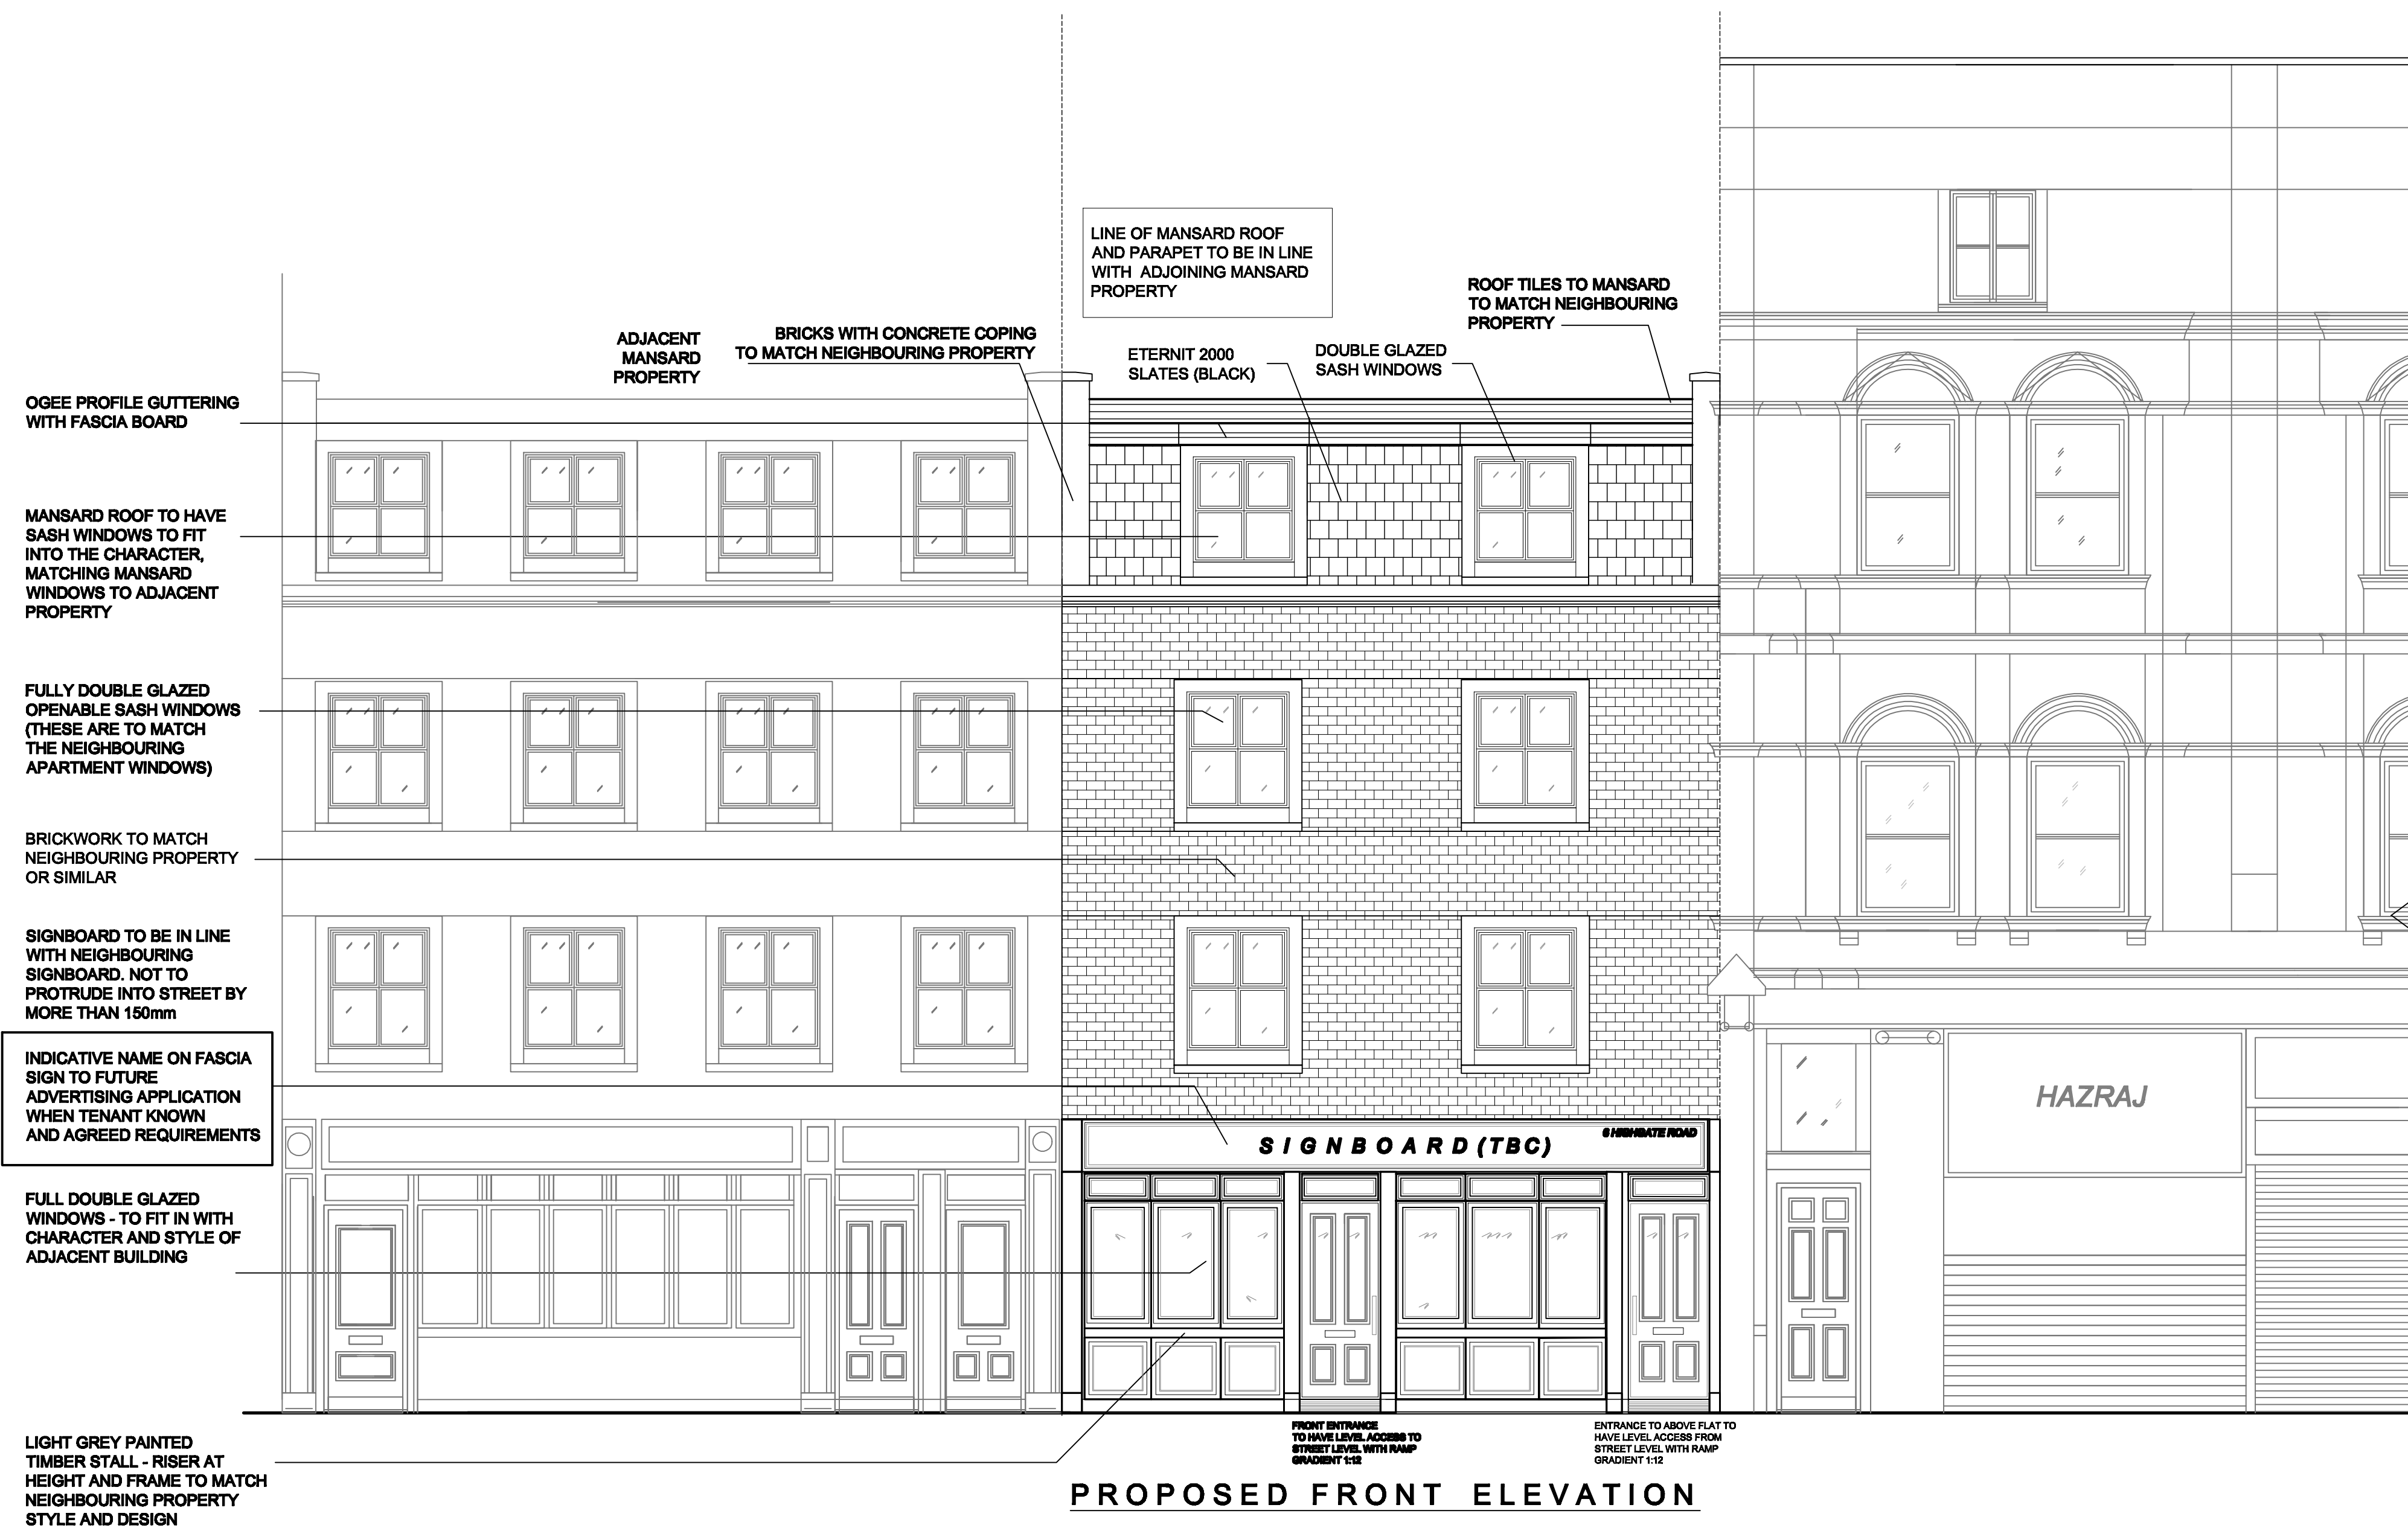 LINE OF MANSARD ROOF
AND PARAPET TO BE IN LINE
WITH ADJOINING MANSARD
PROPERTY
ROOF TILES TO MANSARD
TO MATCH NEIGHBOURING
PROPERTY
ADJACENT
MANSARD
PROPERTY
BRICKS WITH CONCRETE COPING
TO MATCH NEIGHBOURING PROPERTY
ETERNIT 2000
SLATES (BLACK)
DOUBLE GLAZED
SASH WINDOWS
OGEE PROFILE GUTTERING
WITH FASCIA BOARD
MANSARD ROOF TO HAVE
SASH WINDOWS TO FIT
INTO THE CHARACTER,
MATCHING MANSARD
WINDOWS TO ADJACENT
PROPERTY
FULLY DOUBLE GLAZED
OPENABLE SASH WINDOWS
(THESE ARE TO MATCH
THE NEIGHBOURING
APARTMENT WINDOWS)
BRICKWORK TO MATCH
NEIGHBOURING PROPERTY
OR SIMILAR
SIGNBOARD TO BE IN LINE
WITH NEIGHBOURING
SIGNBOARD. NOT TO
PROTRUDE INTO STREET BY
MORE THAN 150mm
INDICATIVE NAME ON FASCIA
SIGN TO FUTURE
ADVERTISING APPLICATION
WHEN TENANT KNOWN
AND AGREED REQUIREMENTS
HAZRAJ
SIGNBOARD (TBC)
6 HIGHGATE ROAD
FULL DOUBLE GLAZED
WINDOWS - TO FIT IN WITH
CHARACTER AND STYLE OF
ADJACENT BUILDING
LIGHT GREY PAINTED
TIMBER STALL - RISER AT
HEIGHT AND FRAME TO MATCH
NEIGHBOURING PROPERTY
STYLE AND DESIGN
FRONT ENTRANCE
TO HAVE LEVEL ACCESS TO
STREET LEVEL WITH RAMP
GRADIENT 1:12
ENTRANCE TO ABOVE FLAT TO
HAVE LEVEL ACCESS FROM
STREET LEVEL WITH RAMP
GRADIENT 1:12
PROPOSED FRONT ELEVATION